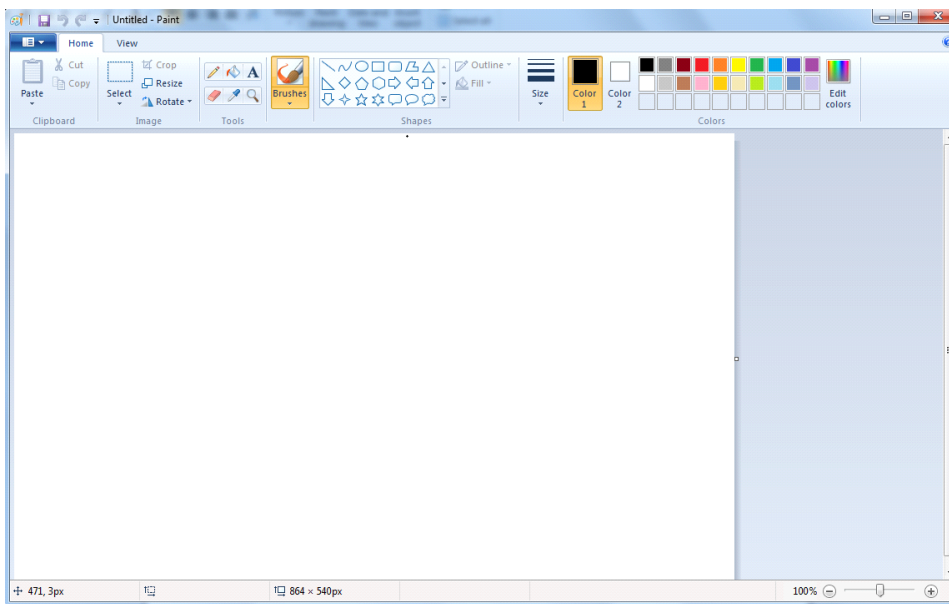 Untitled - Paint
Home View
Paste
Cut
Copy
Clipboard
Select
Crop
Resize
Rotate
Image
A
Tools
Brushes
Outline
Fill
Shapes
Size
Color 1
Color 2
Edit colors
Colors
471, 3px
864 × 540px
100%